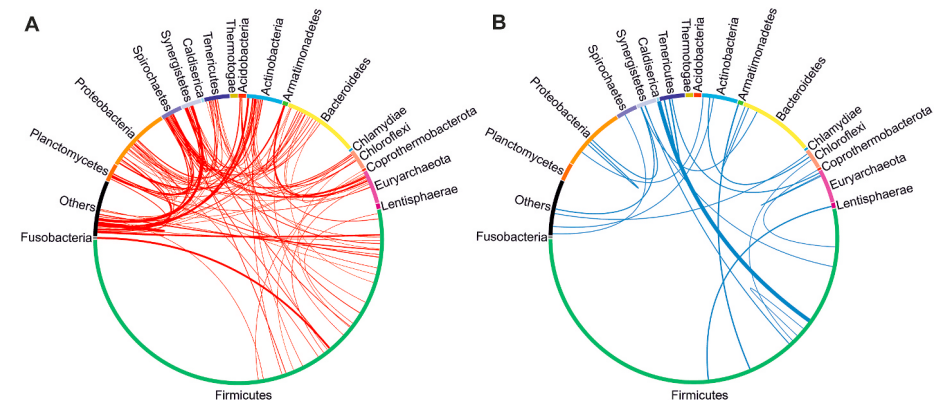 A
Spirochaetes
Synergistetes
Caldiserica
Tenericutes
Thermotogae
Acidobacteria
Actinobacteria
Armatimonadetes
Bacteroidetes
Chlamydiae
Chloroflexi
Coprothermobacterota
Euryarchaeota
Lentisphaerae
Proteobacteria
Planctomycetes
Others
Fusobacteria
Firmicutes
B
Spirochaetes
Synergistetes
Caldiserica
Tenericutes
Thermotogae
Acidobacteria
Actinobacteria
Armatimonadetes
Bacteroidetes
Chlamydiae
Chloroflexi
Coprothermobacterota
Euryarchaeota
Lentisphaerae
Proteobacteria
Planctomycetes
Others
Fusobacteria
Firmicutes